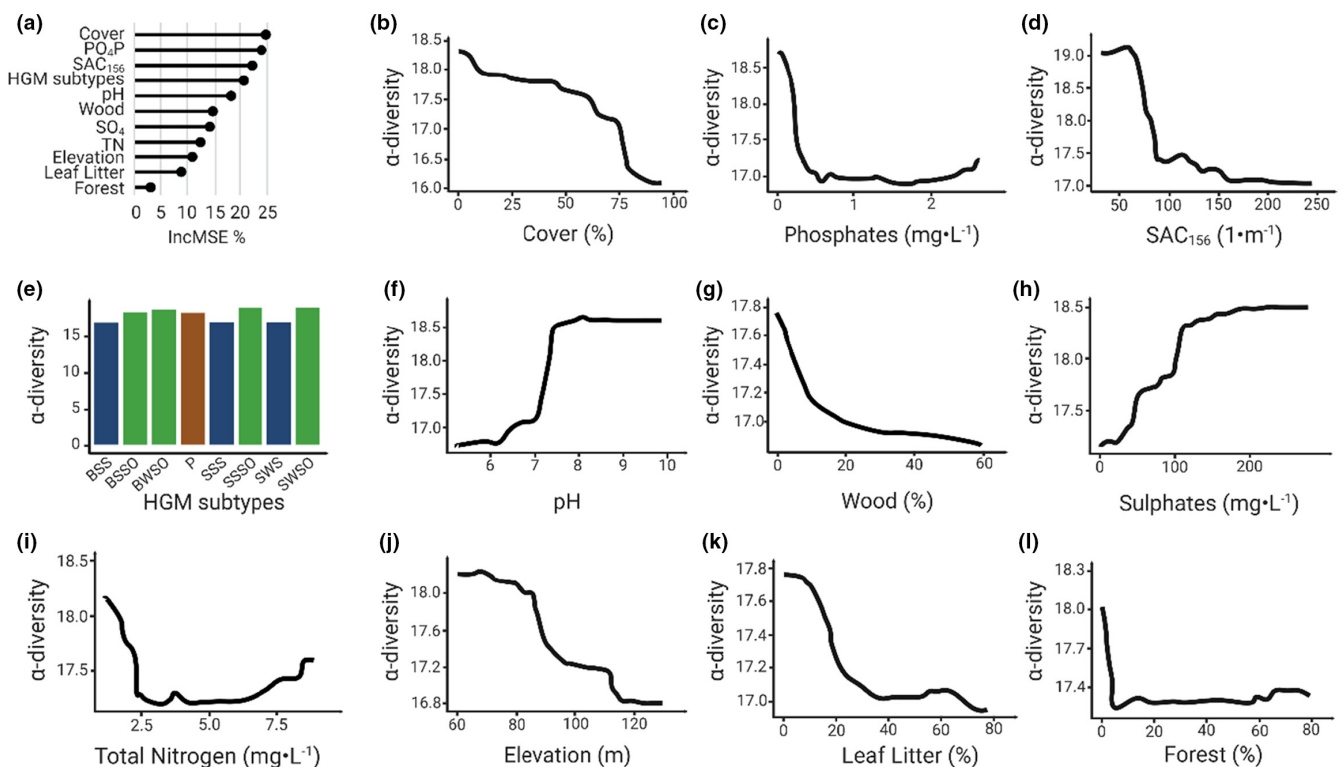 (a)
Cover
PO₄P
SAC₁₅₆
HGM subtypes
pH
Wood
SO₄
TN
Elevation
Leaf Litter
Forest
0 3 10 15 20 25
IncMSE %
(b)
α-diversity
18.5
18.0
17.5
17.0
16.5
16.0
0 25 50 75 100
Cover (%)
(c)
α-diversity
18.5
18.0
17.5
17.0
0 1 2
Phosphates (mg•L⁻¹)
(d)
α-diversity
19.0
18.5
18.0
17.5
17.0
50 100 150 200 250
SAC₁₅₆ (1•m⁻¹)
(e)
α-diversity
15
10
5
0
BSS BSSO BWSO P SSS SSSO SWS SWSO
HGM subtypes
(f)
α-diversity
18.5
18.0
17.5
17.0
6 7 8 9 10
pH
(g)
α-diversity
17.8
17.6
17.4
17.2
17.0
0 20 40 60
Wood (%)
(h)
α-diversity
18.5
18.0
17.5
0 100 200
Sulphates (mg•L⁻¹)
(i)
α-diversity
18.5
18.0
17.5
2.5 5.0 7.5
Total Nitrogen (mg•L⁻¹)
(j)
α-diversity
18.0
17.6
17.2
16.8
60 80 100 120
Elevation (m)
(k)
α-diversity
17.8
17.6
17.4
17.2
17.0
0 20 40 60 80
Leaf Litter (%)
(l)
α-diversity
18.3
18.0
17.7
17.4
0 20 40 60 80
Forest (%)